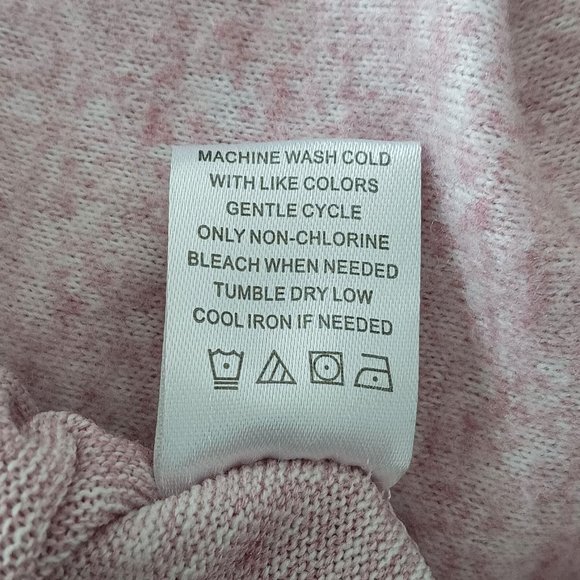 MACHINE WASH COLD
WITH LIKE COLORS
GENTLE CYCLE
ONLY NON-CHLORINE
BLEACH WHEN NEEDED
TUMBLE DRY LOW
COOL IRON IF NEEDED